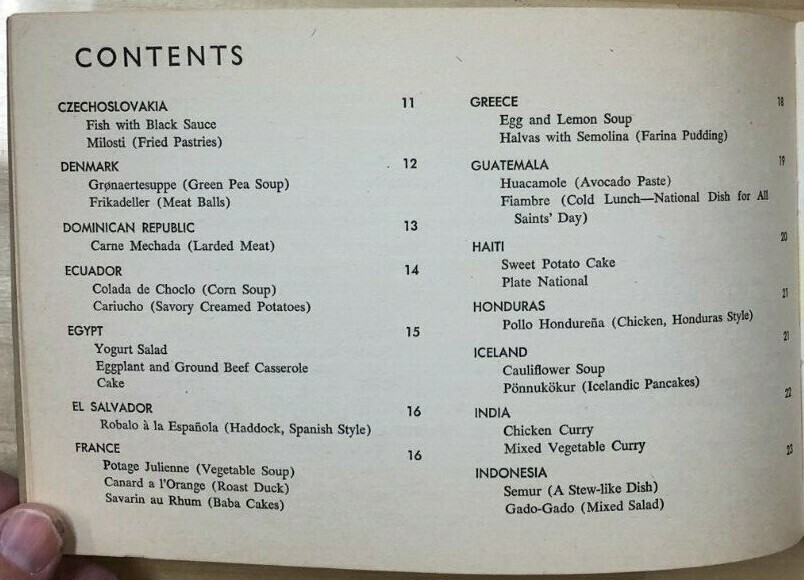 CONTENTS
CZECHOSLOVAKIA 11
Fish with Black Sauce
Milosti (Fried Pastries)
DENMARK 12
Grønaertesuppe (Green Pea Soup)
Frikadeller (Meat Balls)
DOMINICAN REPUBLIC 13
Carne Mechada (Larded Meat)
ECUADOR 14
Colada de Choclo (Corn Soup)
Cariucho (Savory Creamed Potatoes)
EGYPT 15
Yogurt Salad
Eggplant and Ground Beef Casserole
Cake
EL SALVADOR 16
Robalo à la Española (Haddock, Spanish Style)
FRANCE 16
Potage Julienne (Vegetable Soup)
Canard a l'Orange (Roast Duck)
Savarin au Rhum (Baba Cakes)
GREECE 18
Egg and Lemon Soup
Halvas with Semolina (Farina Pudding)
GUATEMALA 19
Huacamole (Avocado Paste)
Fiambre (Cold Lunch—National Dish for All
Saints' Day)
HAITI 20
Sweet Potato Cake
Plate National
HONDURAS 21
Pollo Hondureña (Chicken, Honduras Style)
ICELAND 21
Cauliflower Soup
Pönnukökur (Icelandic Pancakes)
INDIA 22
Chicken Curry
Mixed Vegetable Curry
INDONESIA 23
Semur (A Stew-like Dish)
Gado-Gado (Mixed Salad)